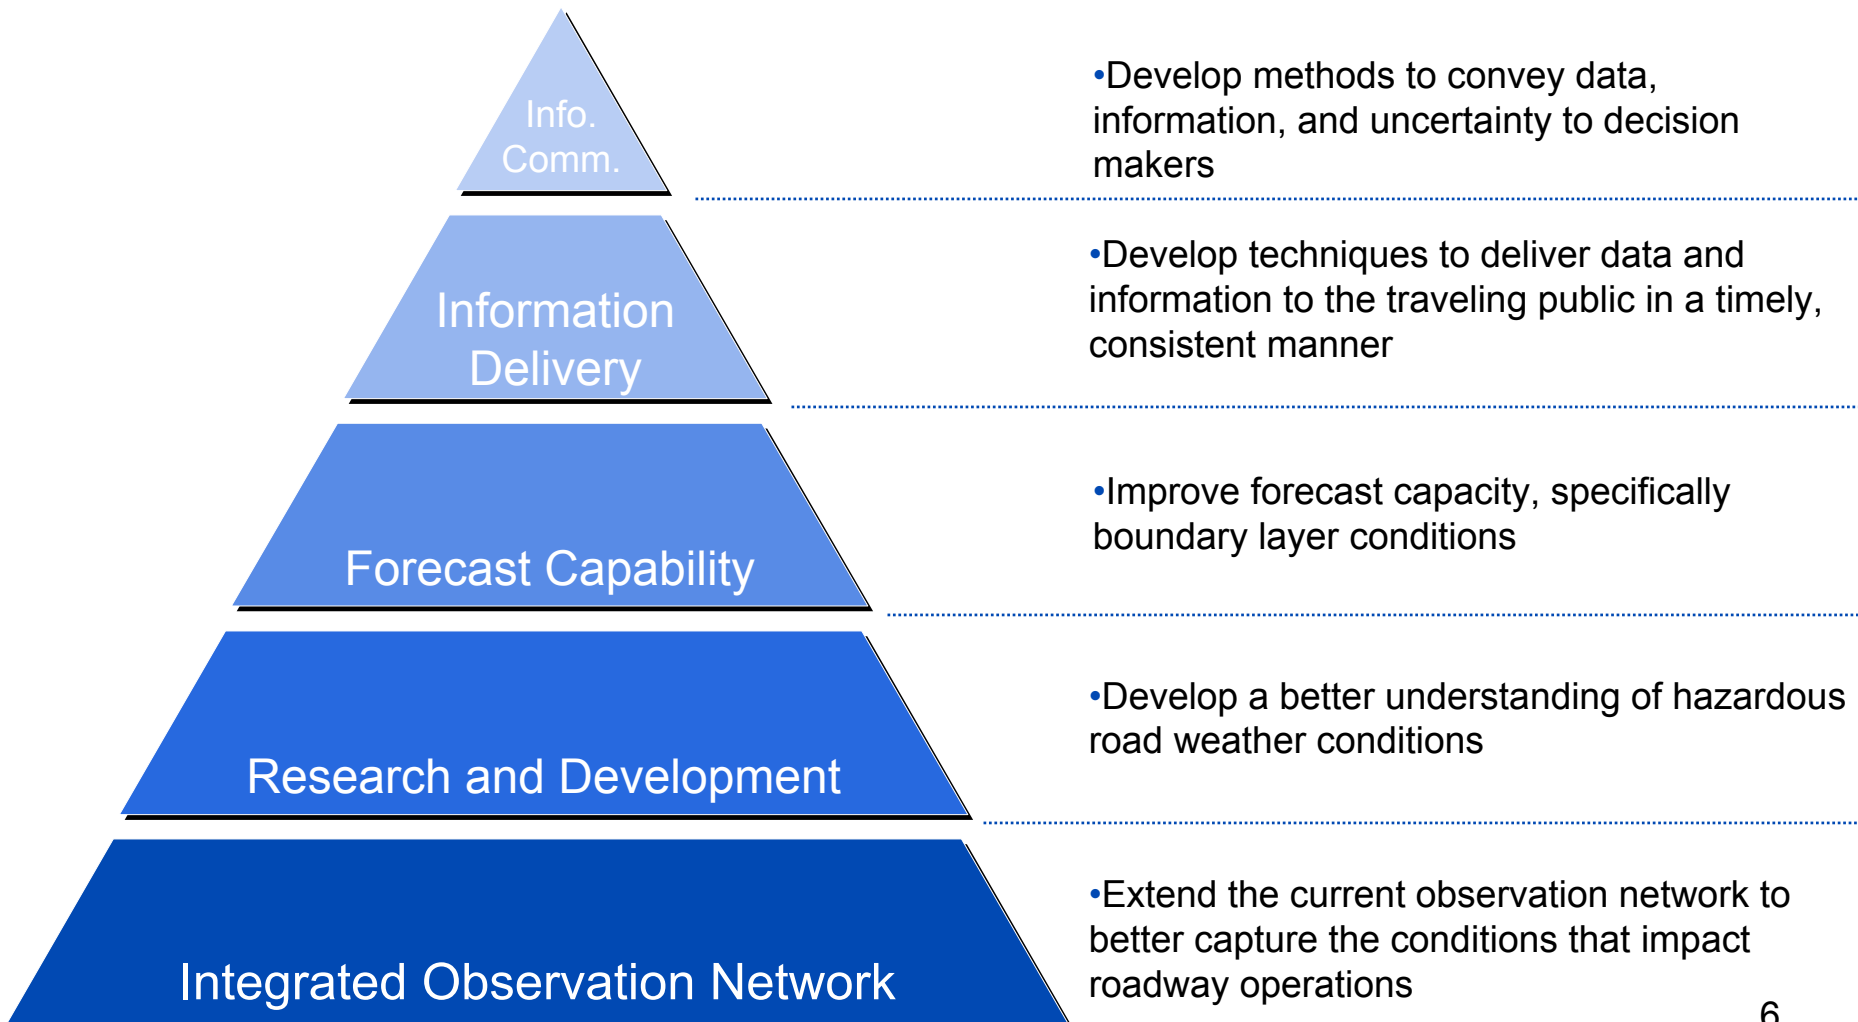 Info.
Comm.
•Develop methods to convey data,
information, and uncertainty to decision
makers
Information
Delivery
•Develop techniques to deliver data and
information to the traveling public in a timely,
consistent manner
Forecast Capability
•Improve forecast capacity, specifically
boundary layer conditions
Research and Development
•Develop a better understanding of hazardous
road weather conditions
Integrated Observation Network
•Extend the current observation network to
better capture the conditions that impact
roadway operations
6